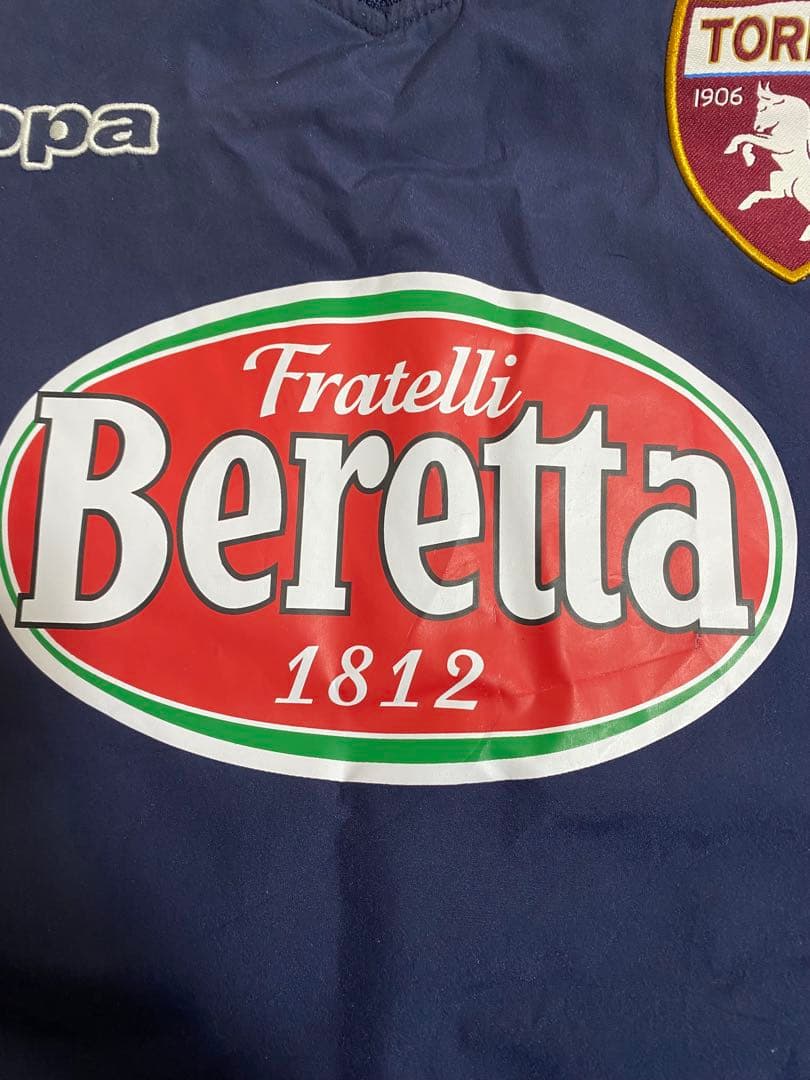 opa
TORI
1906
Fratelli
Beretta
1812